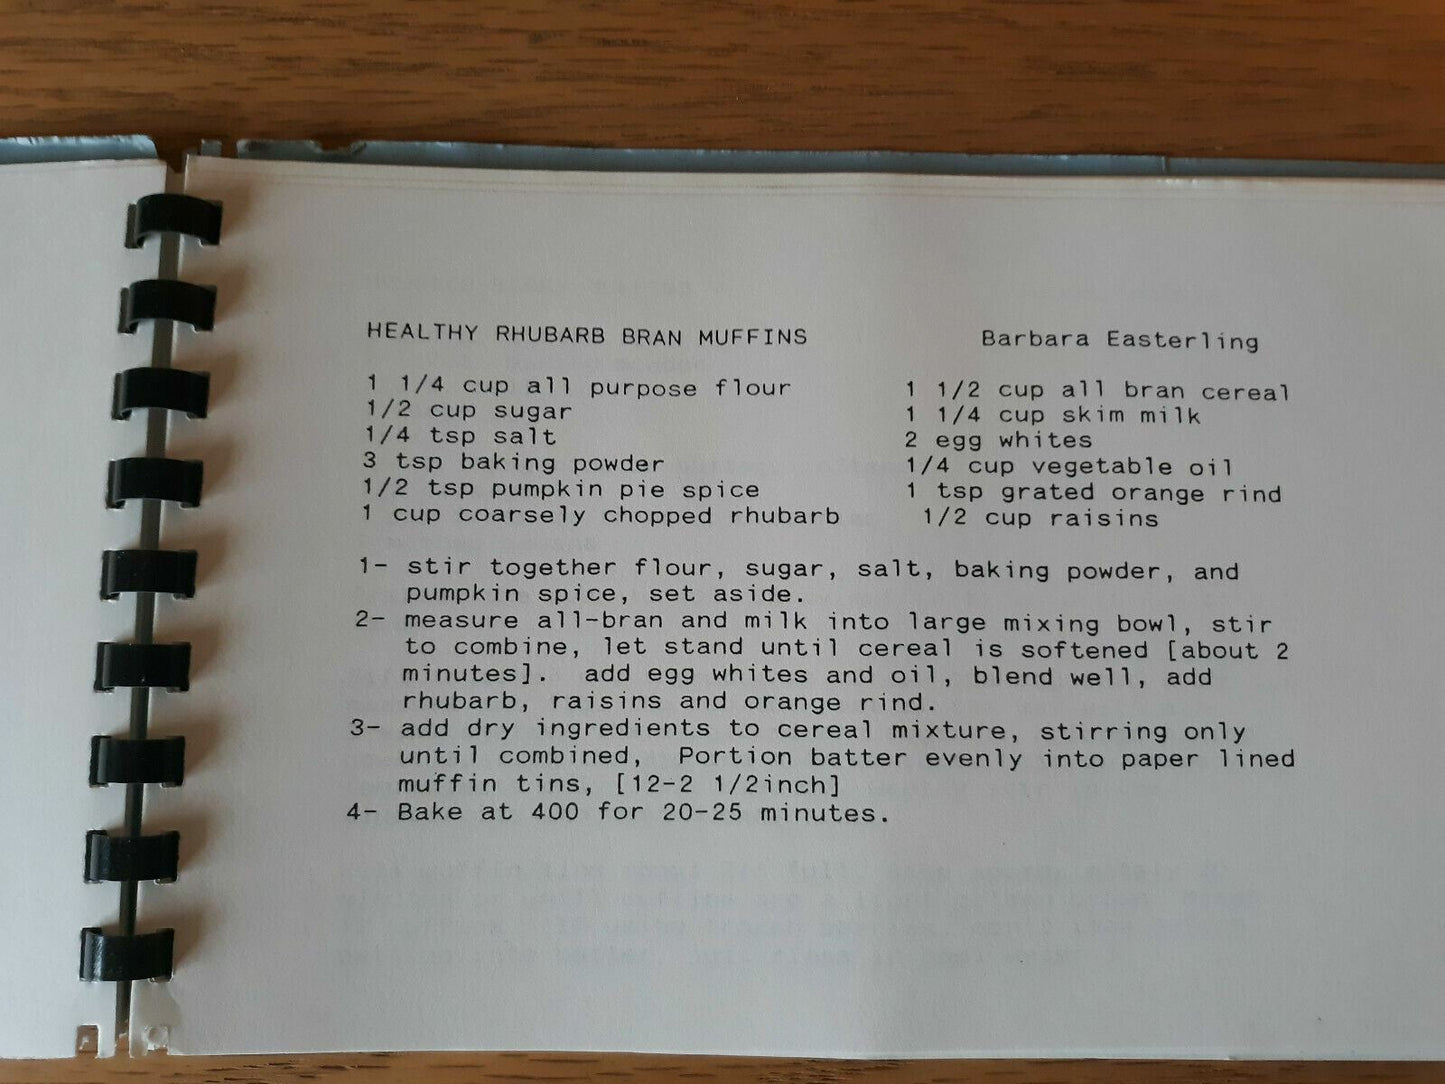 HEALTHY RHUBARB BRAN MUFFINS Barbara Easterling
1 1/4 cup all purpose flour 1 1/2 cup all bran cereal
1/2 cup sugar 1 1/4 cup skim milk
1/4 tsp salt 2 egg whites
3 tsp baking powder 1/4 cup vegetable oil
1/2 tsp pumpkin pie spice 1 tsp grated orange rind
1 cup coarsely chopped rhubarb 1/2 cup raisins
1- stir together flour, sugar, salt, baking powder, and
pumpkin spice, set aside.
2- measure all-bran and milk into large mixing bowl, stir
to combine, let stand until cereal is softened [about 2
minutes]. add egg whites and oil, blend well, add
rhubarb, raisins and orange rind.
3- add dry ingredients to cereal mixture, stirring only
until combined, Portion batter evenly into paper lined
muffin tins, [12-2 1/2inch]
4- Bake at 400 for 20-25 minutes.